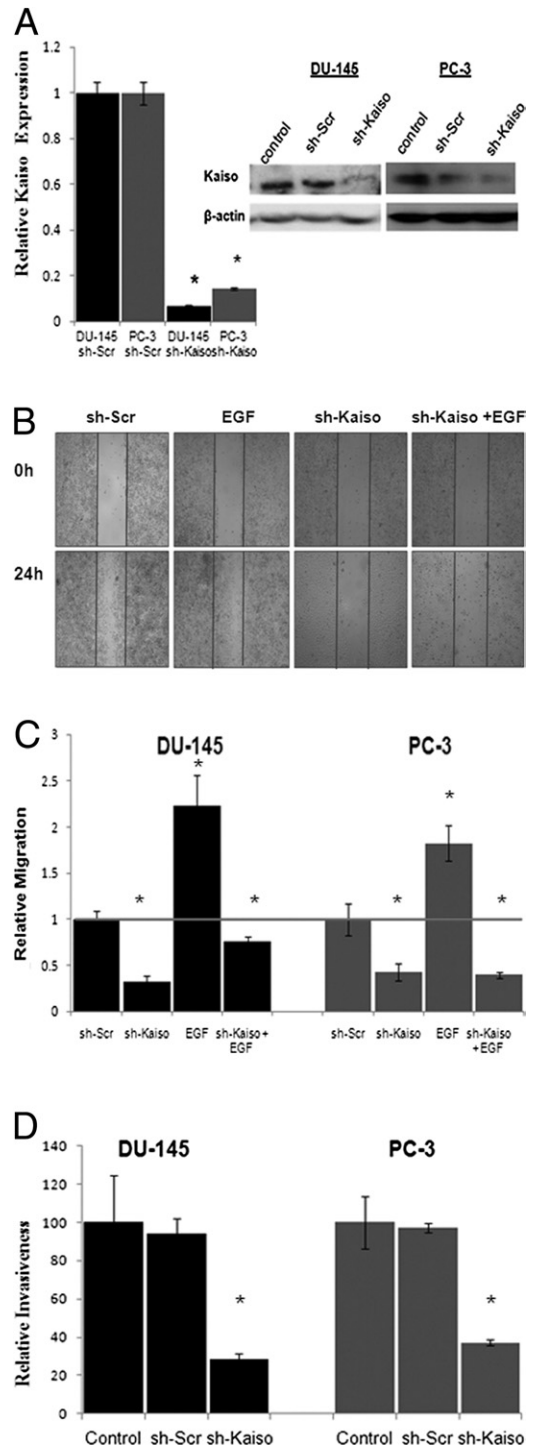 A
Relative Kaiso Expression
1.2
1
0.8
0.6
0.4
0.2
0
* *
DU-145 PC-3 DU-145 PC-3
sh-Scr sh-Scr sh-Kaiso sh-Kaiso
DU-145 PC-3
control sh-Scr sh-Kaiso control sh-Scr sh-Kaiso
Kaiso
β-actin
B
sh-Scr EGF sh-Kaiso sh-Kaiso +EGF
0h
24h
C
Relative Migration
3
2.5
2
1.5
1
0.5
0
DU-145 PC-3
* * * * * *
sh-Scr sh-Kaiso EGF sh-Kaiso + EGF sh-Scr sh-Kaiso EGF sh-Kaiso +EGF
D
Relative Invasiveness
140
120
100
80
60
40
20
0
DU-145 PC-3
* *
Control sh-Scr sh-Kaiso Control sh-Scr sh-Kaiso